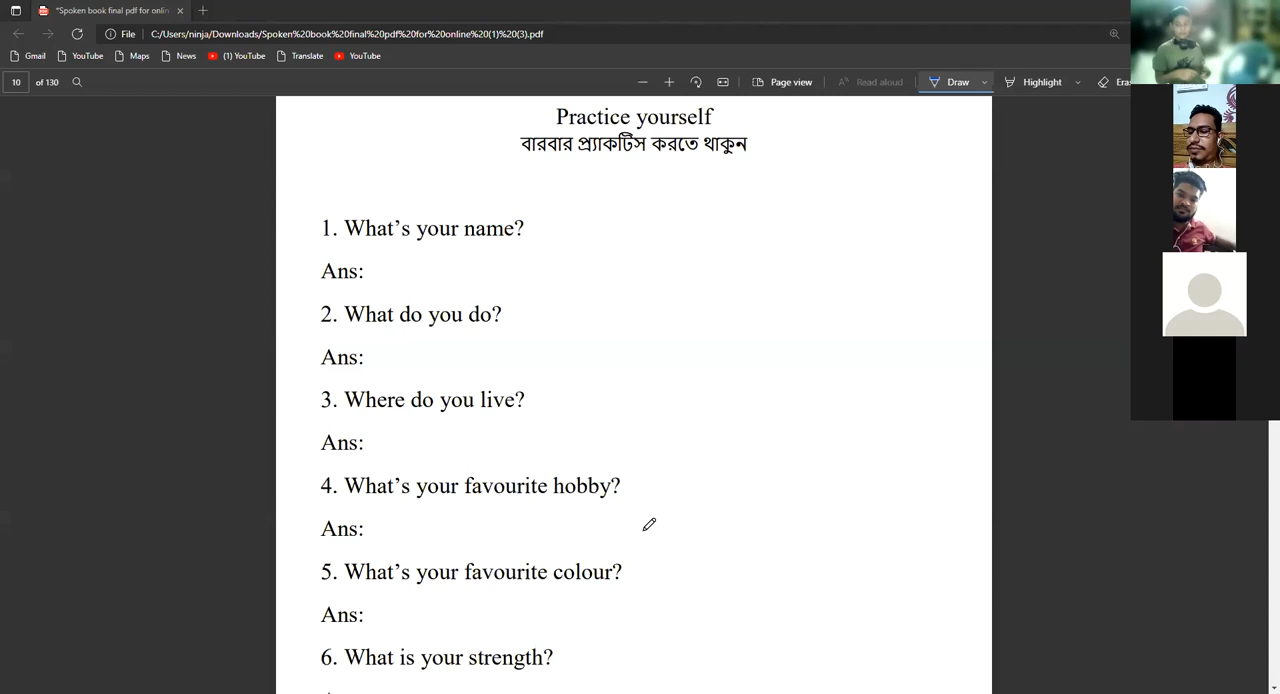 *Spoken book final pdf for onlin
File C:/Users/ninja/Downloads/Spoken%20book%20final%20pdf%20for%20online%20(1)%20(3).pdf
Gmail YouTube Maps News (1) YouTube Translate YouTube
10 of 130 Page view Read aloud Draw Highlight Era
Practice yourself
বারবার প্র্যাকটিস করতে থাকুন
1. What’s your name?
Ans:
2. What do you do?
Ans:
3. Where do you live?
Ans:
4. What’s your favourite hobby?
Ans:
5. What’s your favourite colour?
Ans:
6. What is your strength?